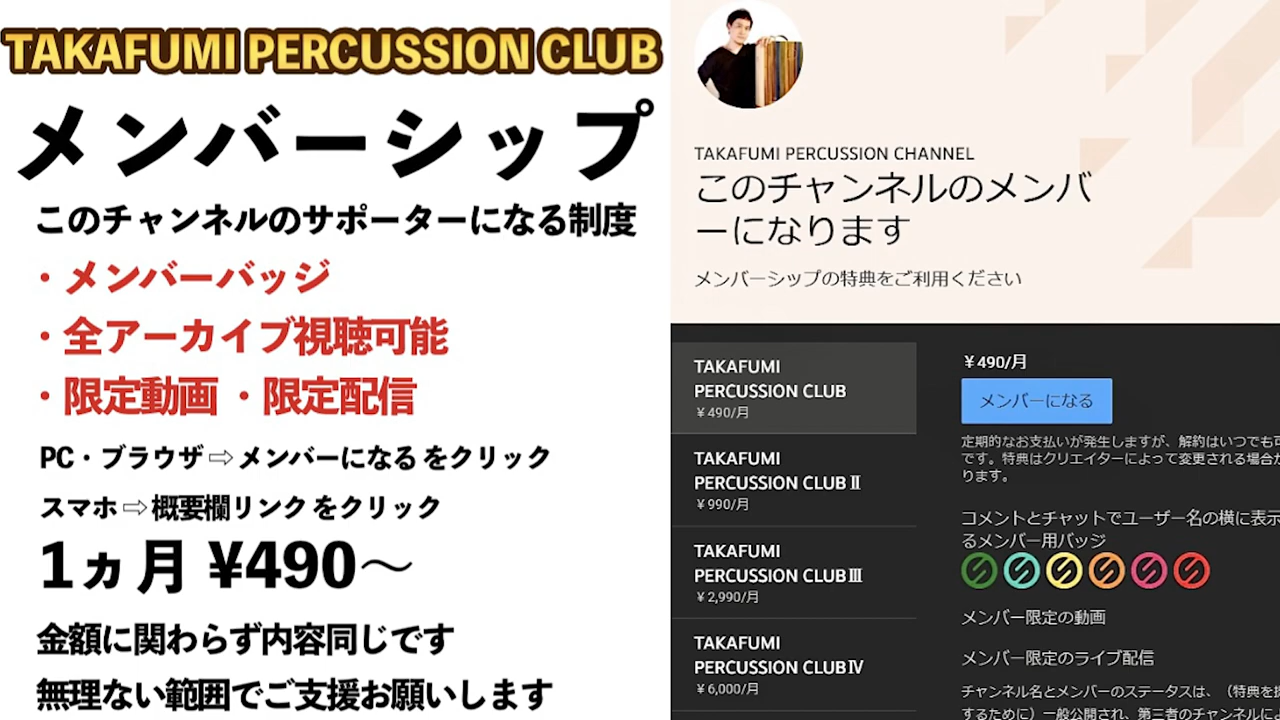 TAKAFUMI PERCUSSION CLUB
メンバーシップ
このチャンネルのサポーターになる制度
・メンバーバッジ
・全アーカイブ視聴可能
・限定動画 ・限定配信
PC・ブラウザ⇨メンバーになる をクリック
スマホ⇨概要欄リンク をクリック
1ヵ月 ¥490〜
金額に関わらず内容同じです
無理ない範囲でご支援お願いします
TAKAFUMI PERCUSSION CHANNEL
このチャンネルのメンバ
ーになります
メンバーシップの特典をご利用ください
TAKAFUMI
PERCUSSION CLUB
¥490/月
TAKAFUMI
PERCUSSION CLUBⅡ
¥990/月
TAKAFUMI
PERCUSSION CLUBⅢ
¥2,990/月
TAKAFUMI
PERCUSSION CLUBⅣ
¥6,000/月
¥490/月
メンバーになる
定期的なお支払いが発生しますが、解約はいつでも可
です。特典はクリエイターによって変更される場合が
ります。
コメントとチャットでユーザー名の横に表示
るメンバー用バッジ
メンバー限定の動画
メンバー限定のライブ配信
チャンネル名とメンバーのステータスは、（特典を提
するために）一般公開され、第三者のチャンネルに